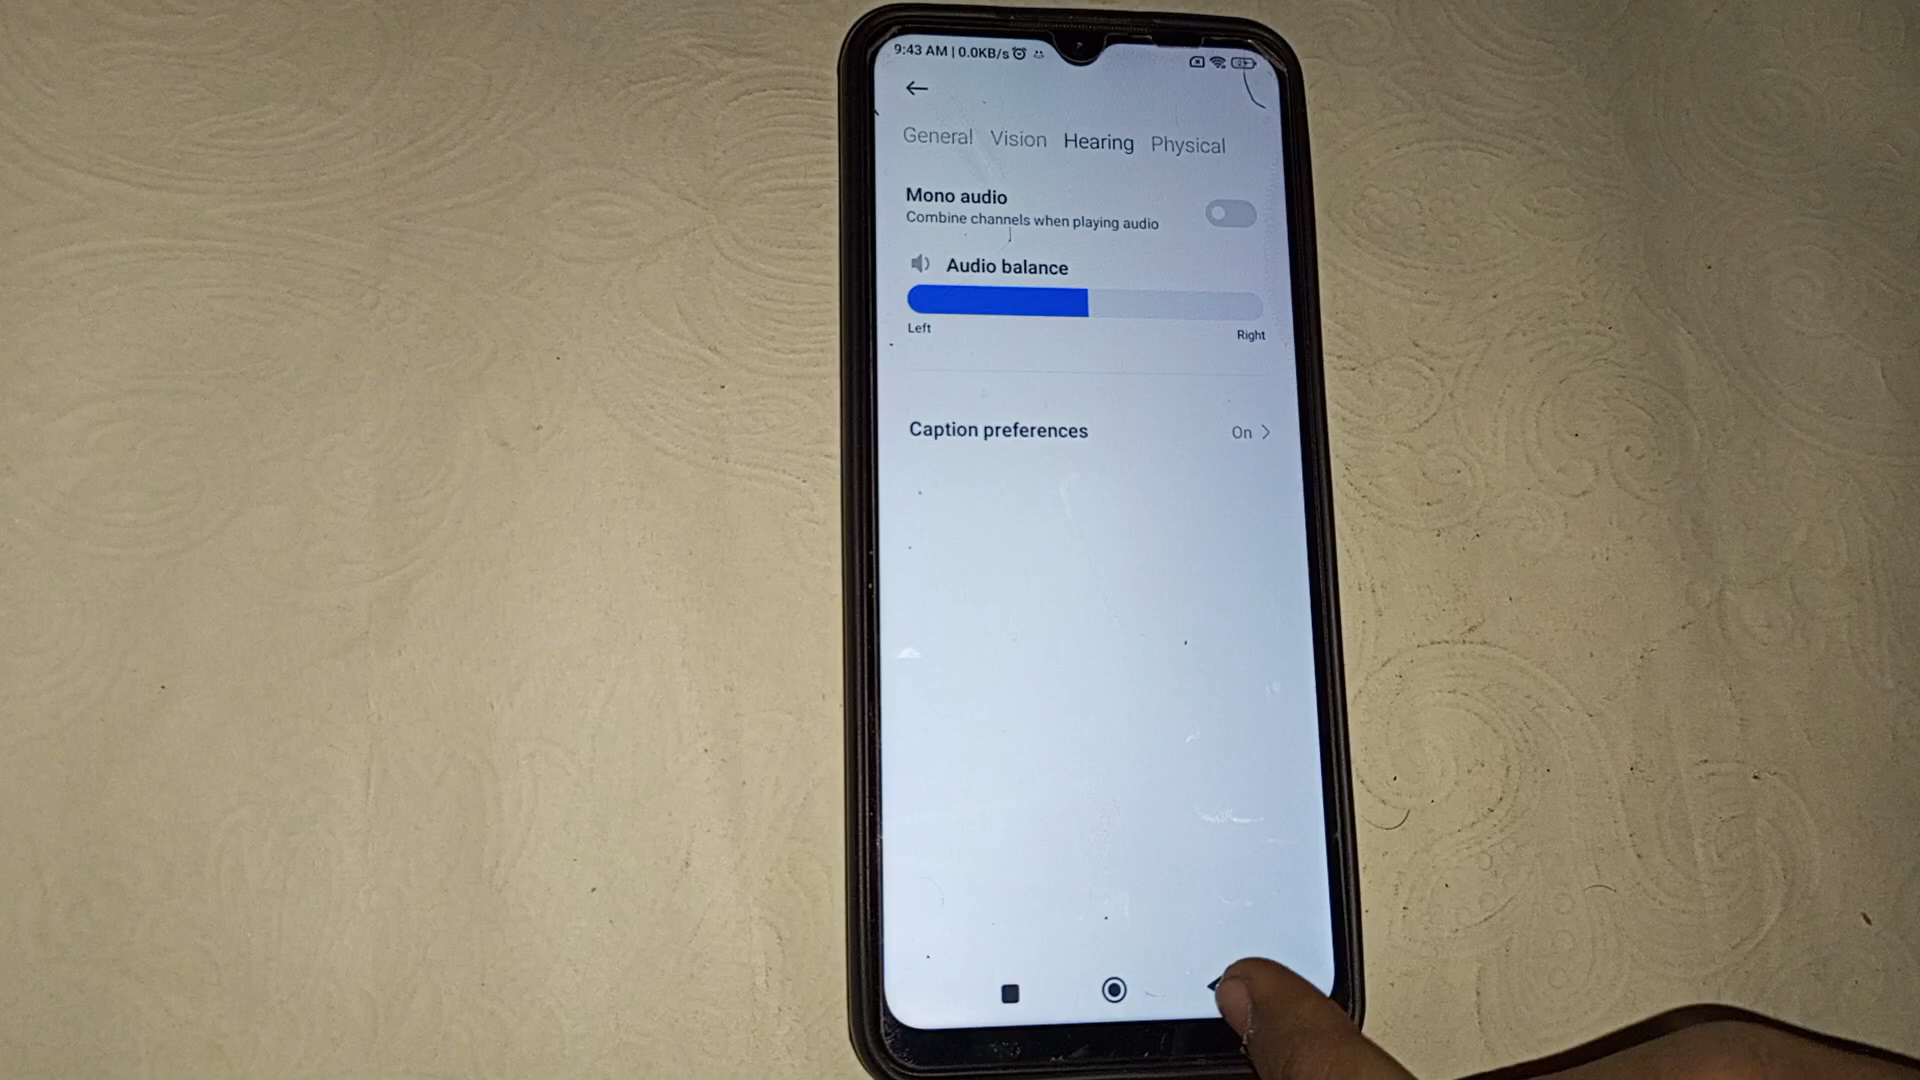 9:43 AM | 0.0KB/s
General Vision Hearing Physical
Mono audio
Combine channels when playing audio
Audio balance
Left Right
Caption preferences On